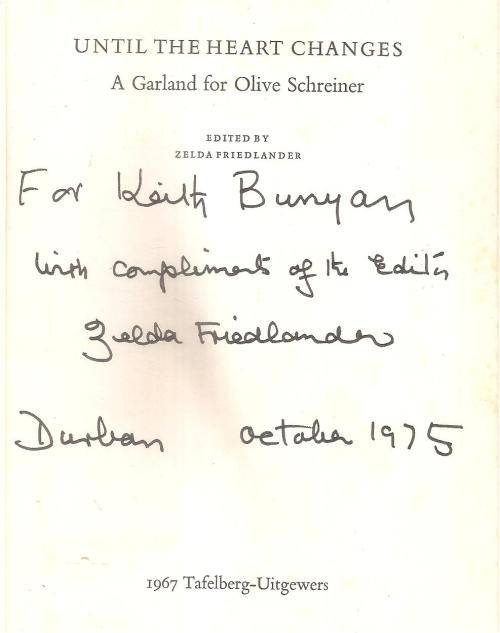 UNTIL THE HEART CHANGES
A Garland for Olive Schreiner
EDITED BY
ZELDA FRIEDLANDER
For Keith Bunyan
with compliments of the Editor
Zelda Friedlander
Durban October 1975
1967 Tafelberg-Uitgewers